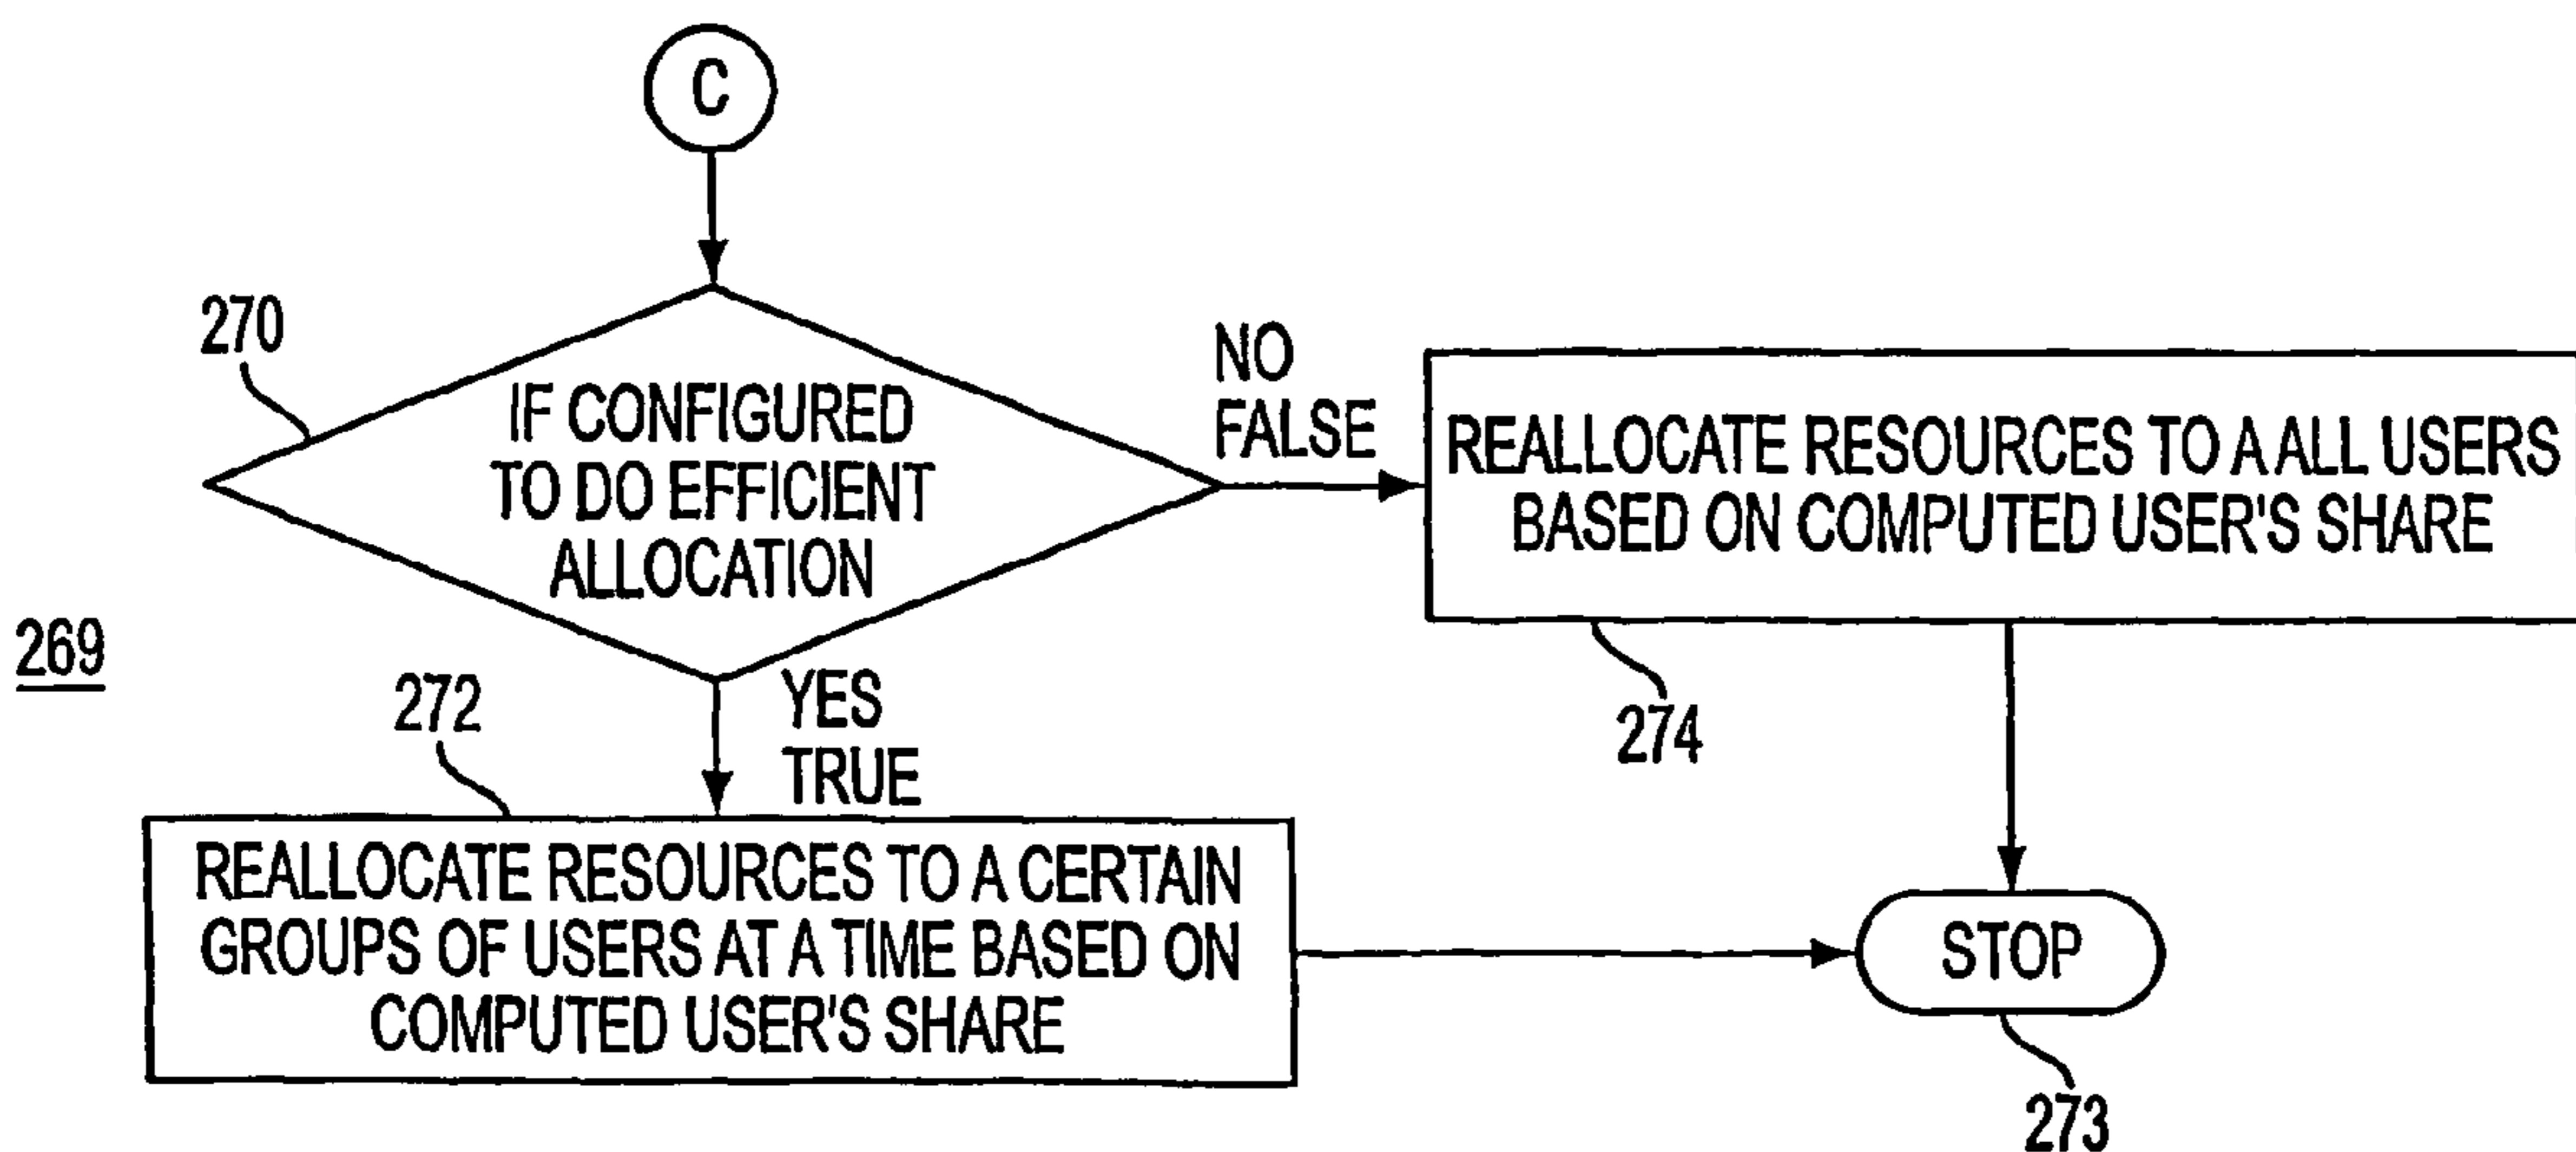 C
270
IF CONFIGURED
TO DO EFFICIENT
ALLOCATION
NO
FALSE
REALLOCATE RESOURCES TO A ALL USERS
BASED ON COMPUTED USER'S SHARE
274
269
YES
TRUE
272
REALLOCATE RESOURCES TO A CERTAIN
GROUPS OF USERS AT A TIME BASED ON
COMPUTED USER'S SHARE
STOP
273